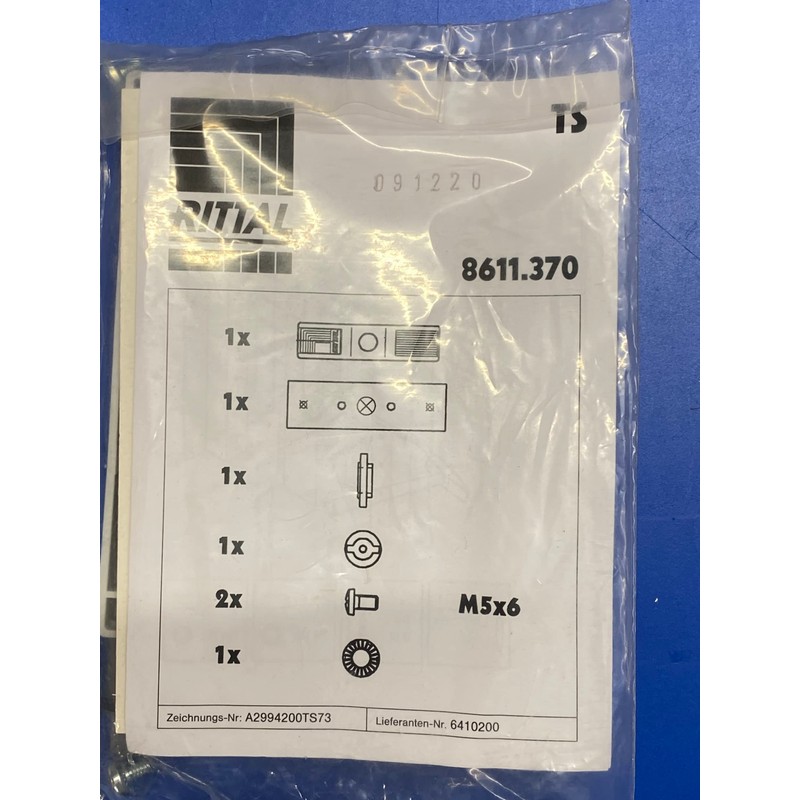 TS
091220
RITTAL
8611.370
1x
1x
1x
1x
2x M5x6
1x
Zeichnungs-Nr: A2994200TS73
Lieferanten-Nr. 6410200